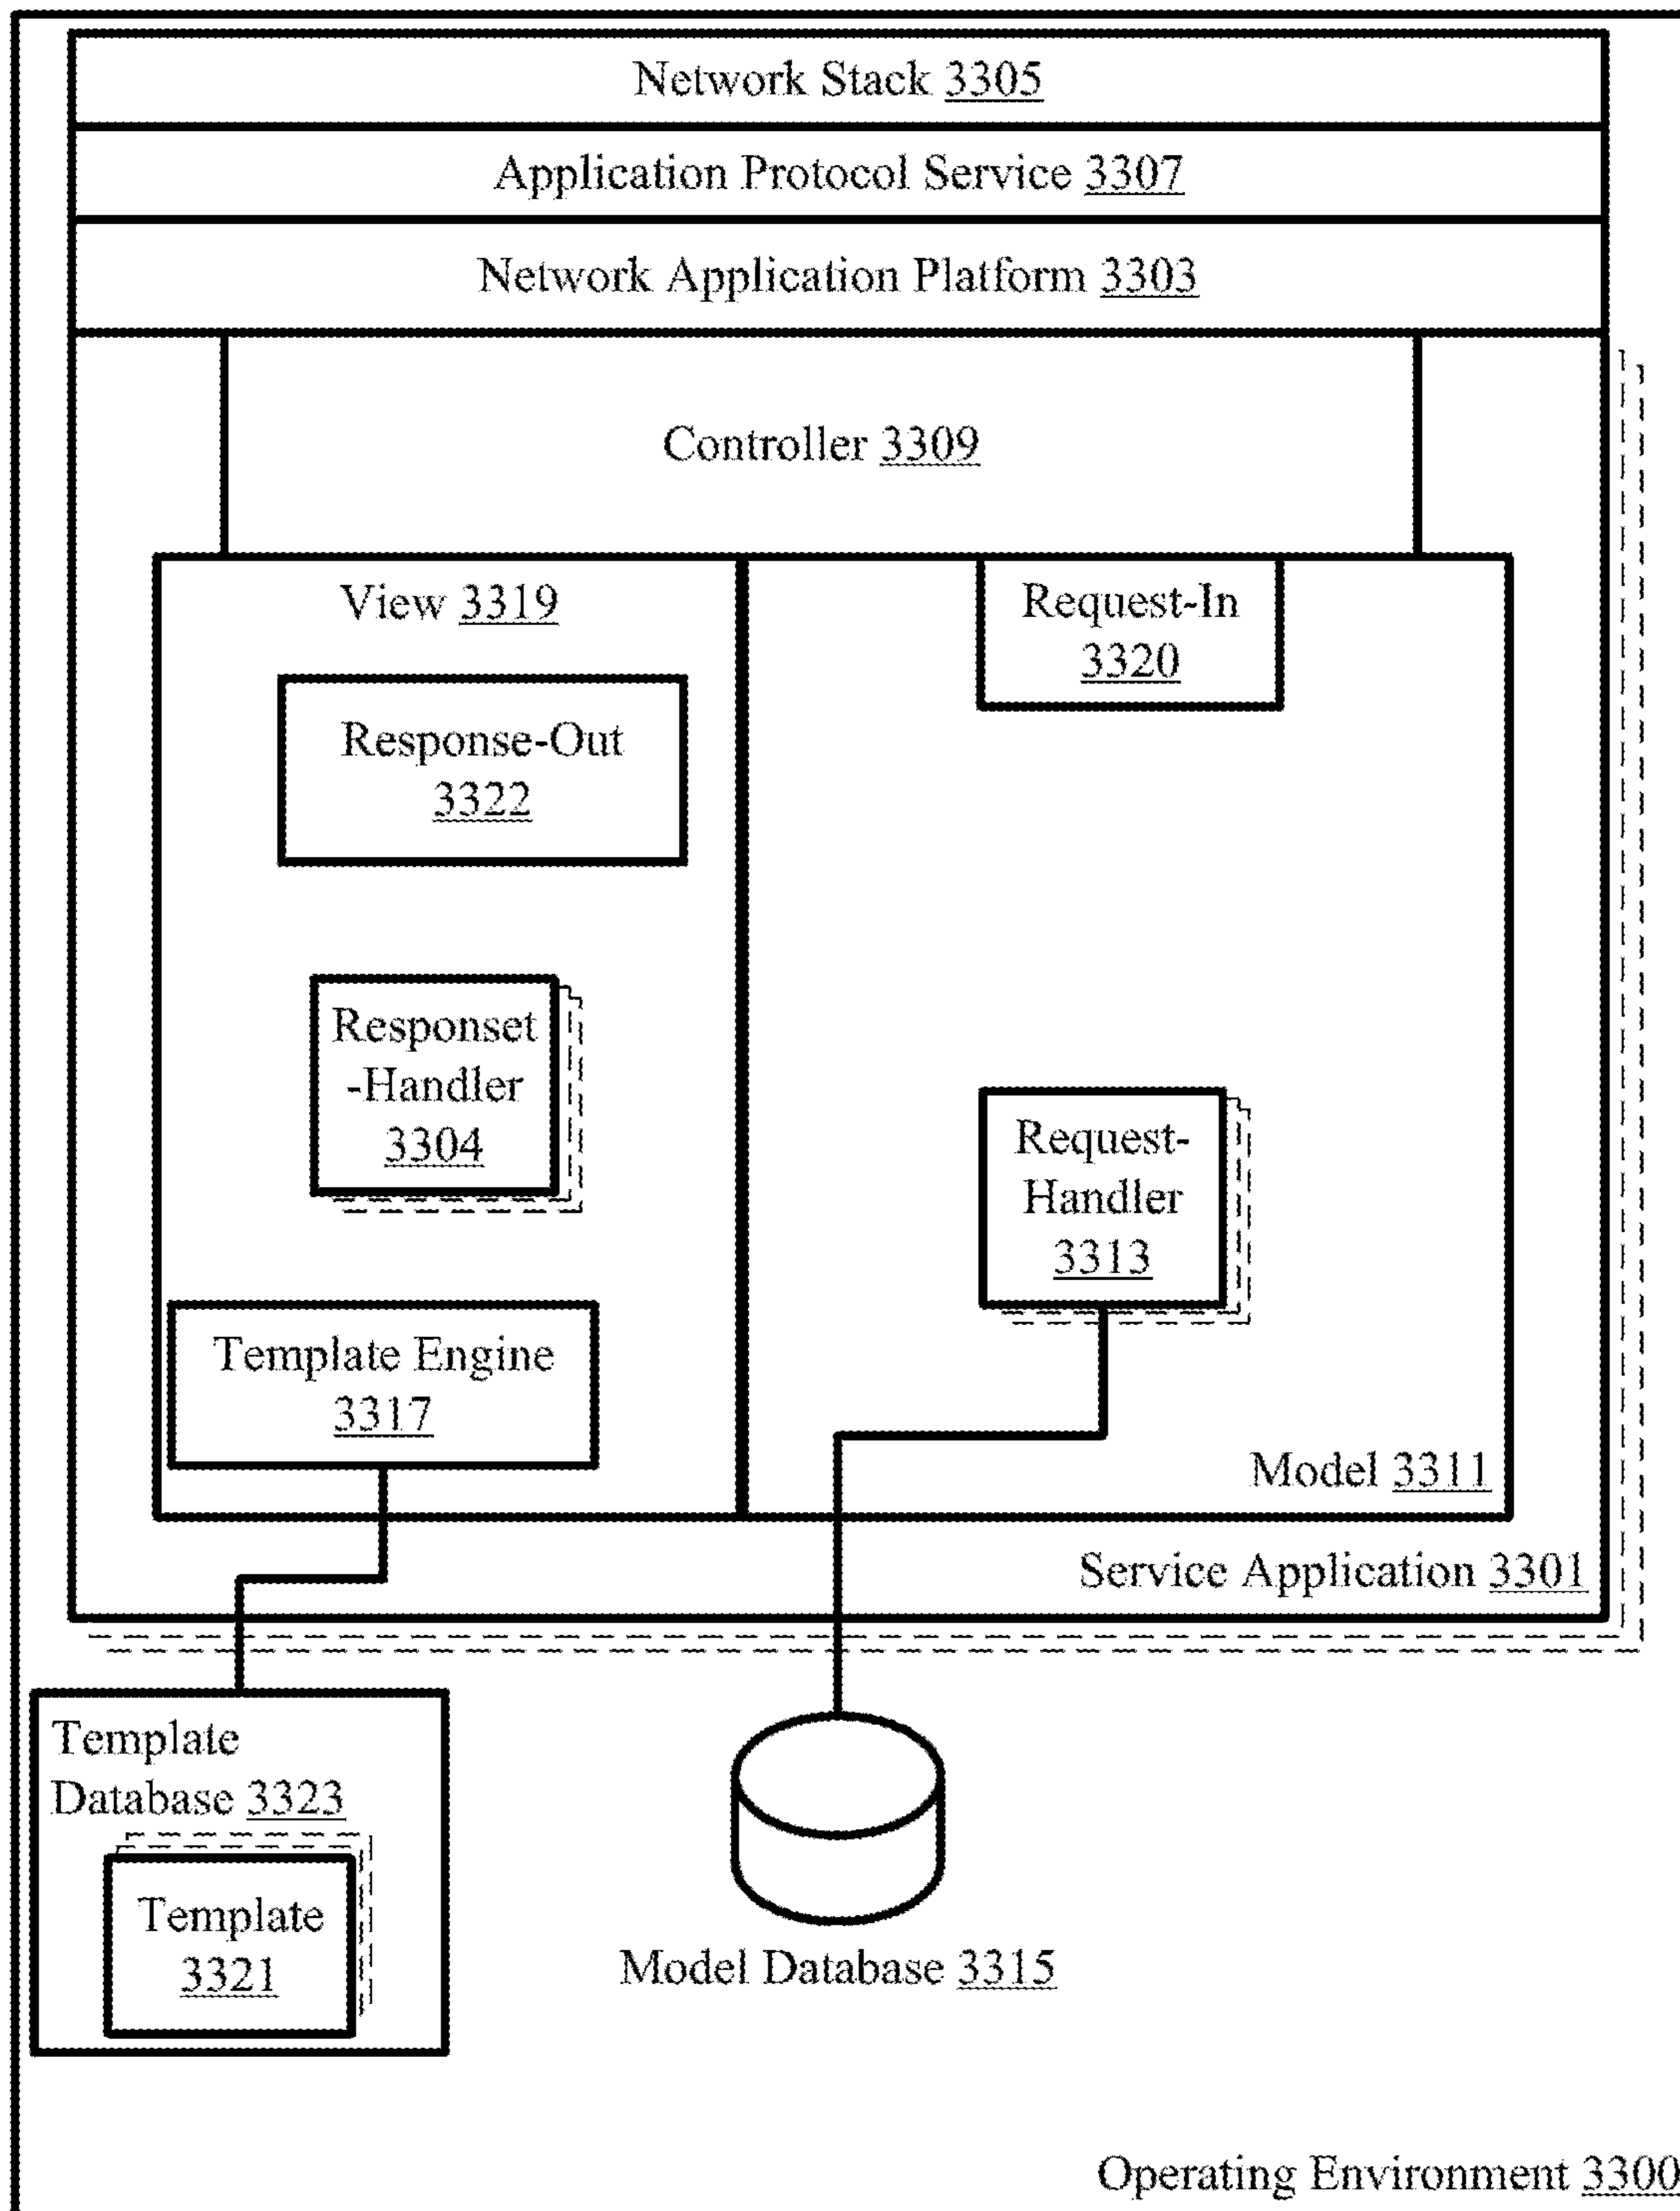 Network Stack 3305
Application Protocol Service 3307
Network Application Platform 3303
Controller 3309
View 3319
Response-Out
3322
Responset
-Handler
3304
Template Engine
3317
Request-In
3320
Request-
Handler
3313
Model 3311
Service Application 3301
Template
Database 3323
Template
3321
Model Database 3315
Operating Environment 3300